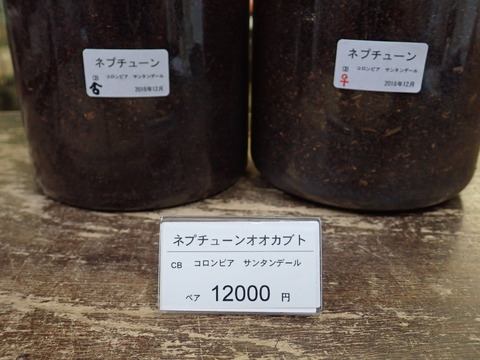 ネプチューン
(2) コロンビア サンタンデール
2018年12月
ネプチューン
(2) コロンビア サンタンデール
♀
2018年12月
ネプチューンオオカブト
CB コロンビア サンタンデール
ペア 12000 円